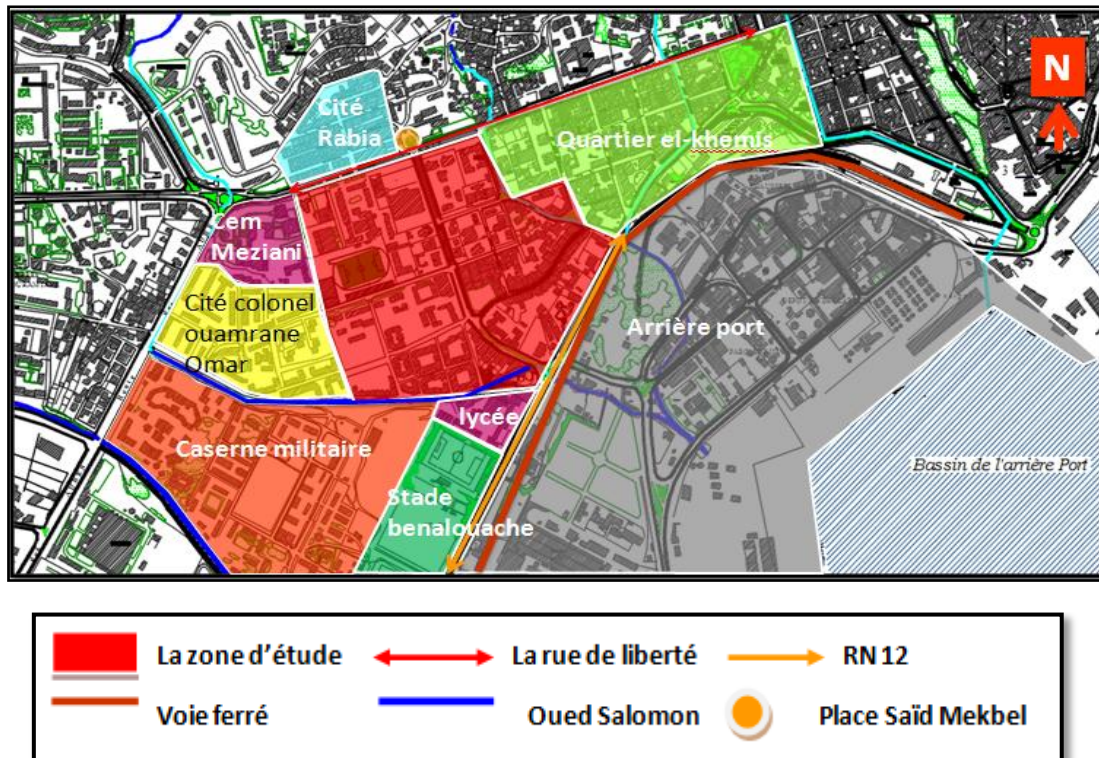 N
Cité
Rabia
Quartier el-khemis
Cem
Meziani
Cité colonel
ouamrane
Omar
Arrière port
lycée
Caserne militaire
Bassin de l'arrière Port
Stade
benalouache
La zone d'étude
La rue de liberté
RN 12
Voie ferré
Oued Salomon
Place Saïd Mekbel